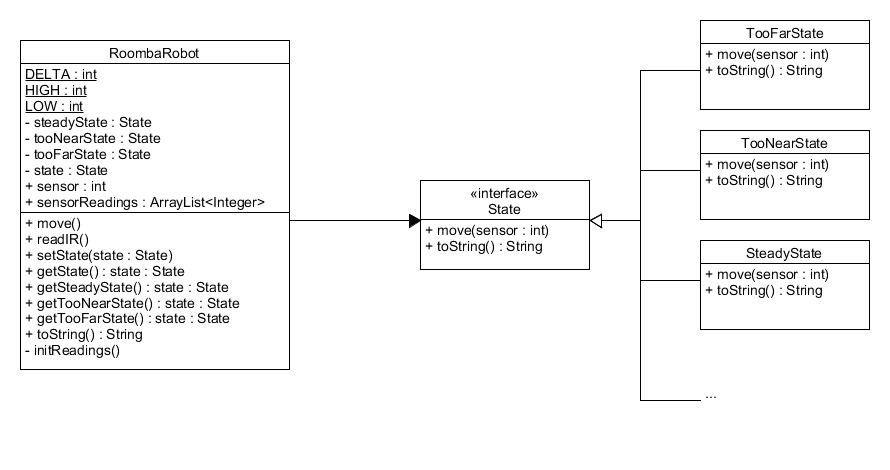 RoombaRobot
DELTA : int
HIGH : int
LOW : int
- steadyState : State
- tooNearState : State
- tooFarState : State
- state : State
+ sensor : int
+ sensorReadings : ArrayList<Integer>
+ move()
+ readIR()
+ setState(state : State)
+ getState() : state : State
+ getSteadyState() : state : State
+ getTooNearState() : state : State
+ getTooFarState() : state : State
+ toString() : String
- initReadings()
«interface»
State
+ move(sensor : int)
+ toString() : String
TooFarState
+ move(sensor : int)
+ toString() : String
TooNearState
+ move(sensor : int)
+ toString() : String
SteadyState
+ move(sensor : int)
+ toString() : String
...